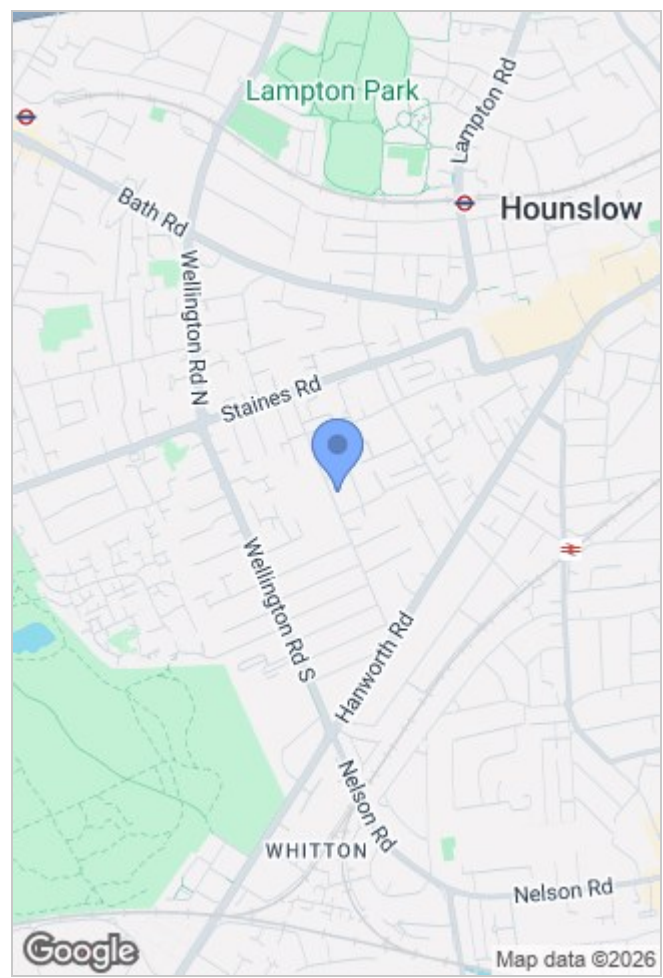 Lampton Park
Lampton Rd
Bath Rd
Hounslow
Wellington Rd N
Staines Rd
Wellington Rd S
Hanworth Rd
Nelson Rd
WHITTON
Nelson Rd
Google
Map data ©2026